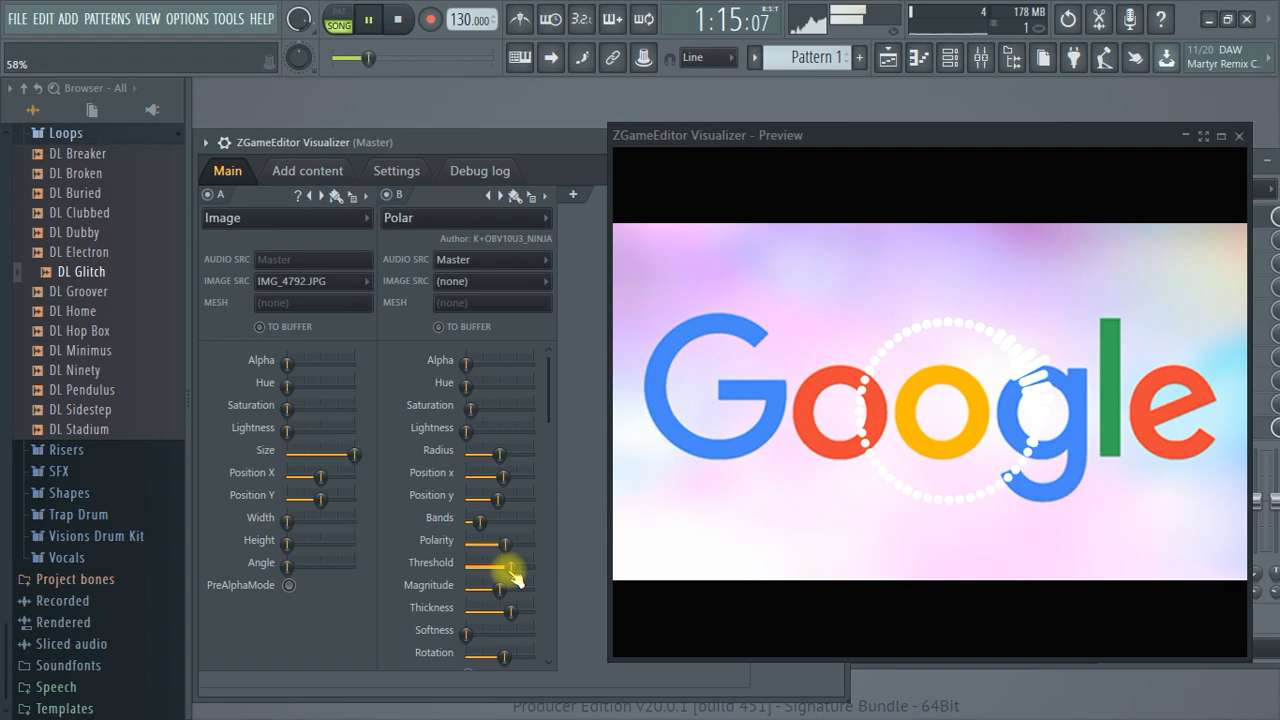 FILE EDIT ADD PATTERNS VIEW OPTIONS TOOLS HELP
PAT
SONG
130.000
3.2
1:15:07
B:S:T
4
178 MB
1
58%
Line
Pattern 1
11/20 DAW
Martyr Remix C..
Browser - All
Loops
DL Breaker
DL Broken
DL Buried
DL Clubbed
DL Dubby
DL Electron
DL Glitch
DL Groover
DL Home
DL Hop Box
DL Minimus
DL Ninety
DL Pendulus
DL Sidestep
DL Stadium
Risers
SFX
Shapes
Trap Drum
Visions Drum Kit
Vocals
Project bones
Recorded
Rendered
Sliced audio
Soundfonts
Speech
Templates
ZGameEditor Visualizer (Master)
Main
Add content
Settings
Debug log
A
?
Image
AUDIO SRC
Master
IMAGE SRC
IMG_4792.JPG
MESH
(none)
TO BUFFER
Alpha
Hue
Saturation
Lightness
Size
Position X
Position Y
Width
Height
Angle
PreAlphaMode
B
Polar
Author: K+OBV10U3_NINJA
AUDIO SRC
Master
IMAGE SRC
(none)
MESH
(none)
TO BUFFER
Alpha
Hue
Saturation
Lightness
Radius
Position x
Position y
Bands
Polarity
Threshold
Magnitude
Thickness
Softness
Rotation
ZGameEditor Visualizer - Preview
Google
Producer Edition v20.0.1 [build 451] - Signature Bundle - 64Bit